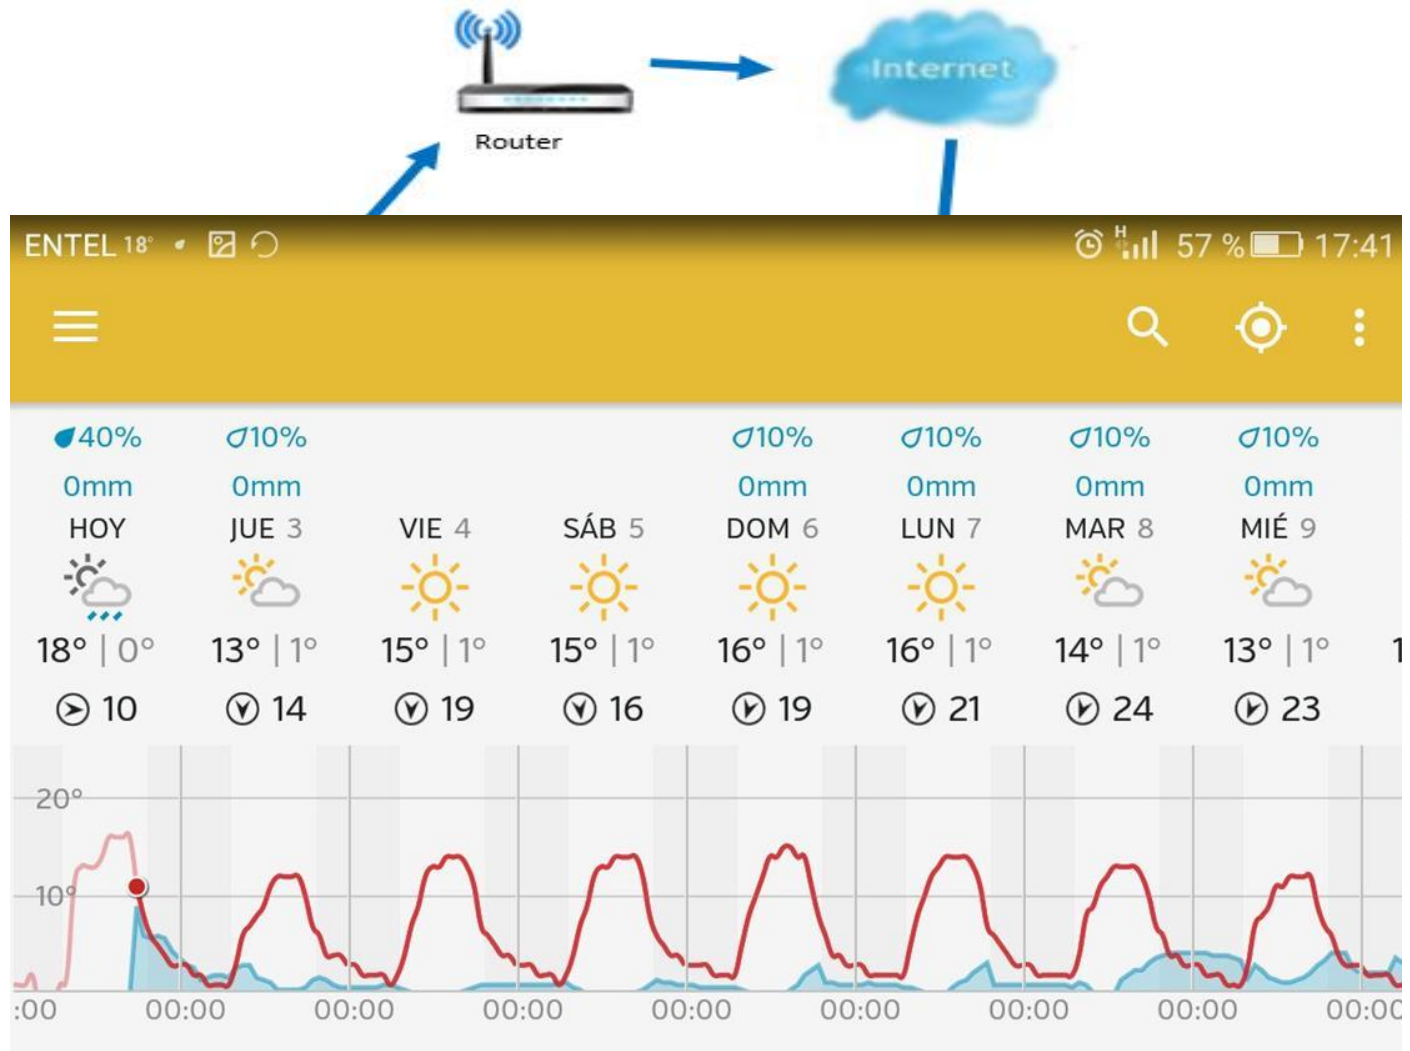 Internet
Router
ENTEL 18° H 57 % 17:41
40% 10% 10% 10% 10% 10%
0mm 0mm 0mm 0mm 0mm 0mm
HOY JUE 3 VIE 4 SÁB 5 DOM 6 LUN 7 MAR 8 MIÉ 9
18° | 0° 13° | 1° 15° | 1° 15° | 1° 16° | 1° 16° | 1° 14° | 1° 13° | 1° 1
10 14 19 16 19 21 24 23
20°
10°
:00 00:00 00:00 00:00 00:00 00:00 00:00 00:00 00:00